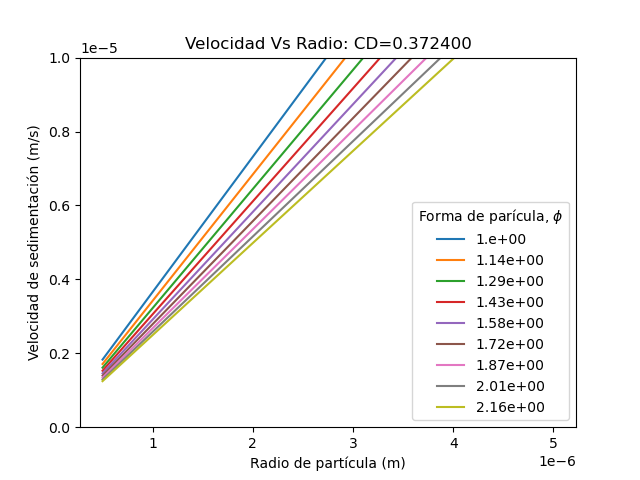 Velocidad Vs Radio: CD=0.372400
1e−5
1.0
0.8
0.6
0.4
0.2
0.0
Velocidad de sedimentación (m/s)
Forma de parícula, ϕ
1.e+00
1.14e+00
1.29e+00
1.43e+00
1.58e+00
1.72e+00
1.87e+00
2.01e+00
2.16e+00
1 2 3 4 5
1e−6
Radio de partícula (m)